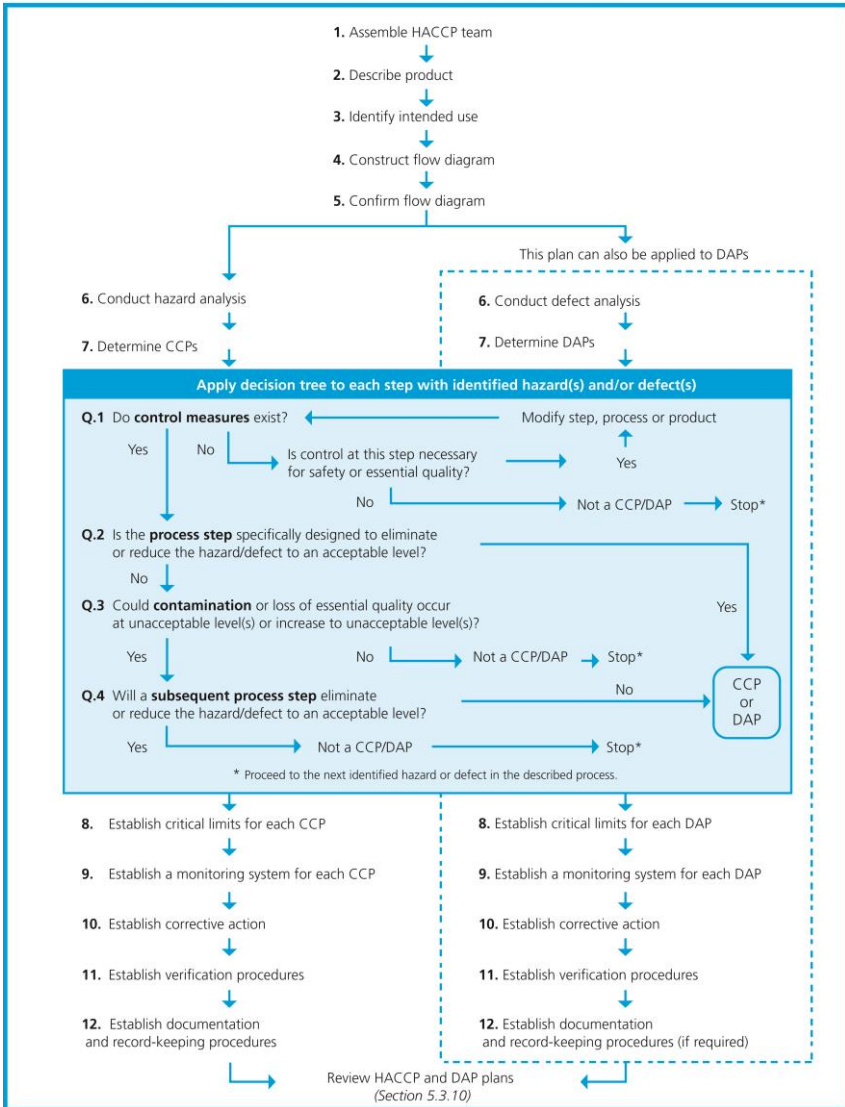 1. Assemble HACCP team
2. Describe product
3. Identify intended use
4. Construct flow diagram
5. Confirm flow diagram
This plan can also be applied to DAPs
6. Conduct hazard analysis
6. Conduct defect analysis
7. Determine CCPs
7. Determine DAPs
Apply decision tree to each step with identified hazard(s) and/or defect(s)
Q.1 Do control measures exist?
Modify step, process or product
Yes
No
Is control at this step necessary
for safety or essential quality?
Yes
No
Not a CCP/DAP
Stop*
Q.2 Is the process step specifically designed to eliminate
or reduce the hazard/defect to an acceptable level?
No
Yes
Q.3 Could contamination or loss of essential quality occur
at unacceptable level(s) or increase to unacceptable level(s)?
Yes
No
Not a CCP/DAP
Stop*
Q.4 Will a subsequent process step eliminate
or reduce the hazard/defect to an acceptable level?
No
CCP
or
DAP
Yes
Not a CCP/DAP
Stop*
* Proceed to the next identified hazard or defect in the described process.
8. Establish critical limits for each CCP
8. Establish critical limits for each DAP
9. Establish a monitoring system for each CCP
9. Establish a monitoring system for each DAP
10. Establish corrective action
10. Establish corrective action
11. Establish verification procedures
11. Establish verification procedures
12. Establish documentation
and record-keeping procedures
12. Establish documentation
and record-keeping procedures (if required)
Review HACCP and DAP plans
(Section 5.3.10)